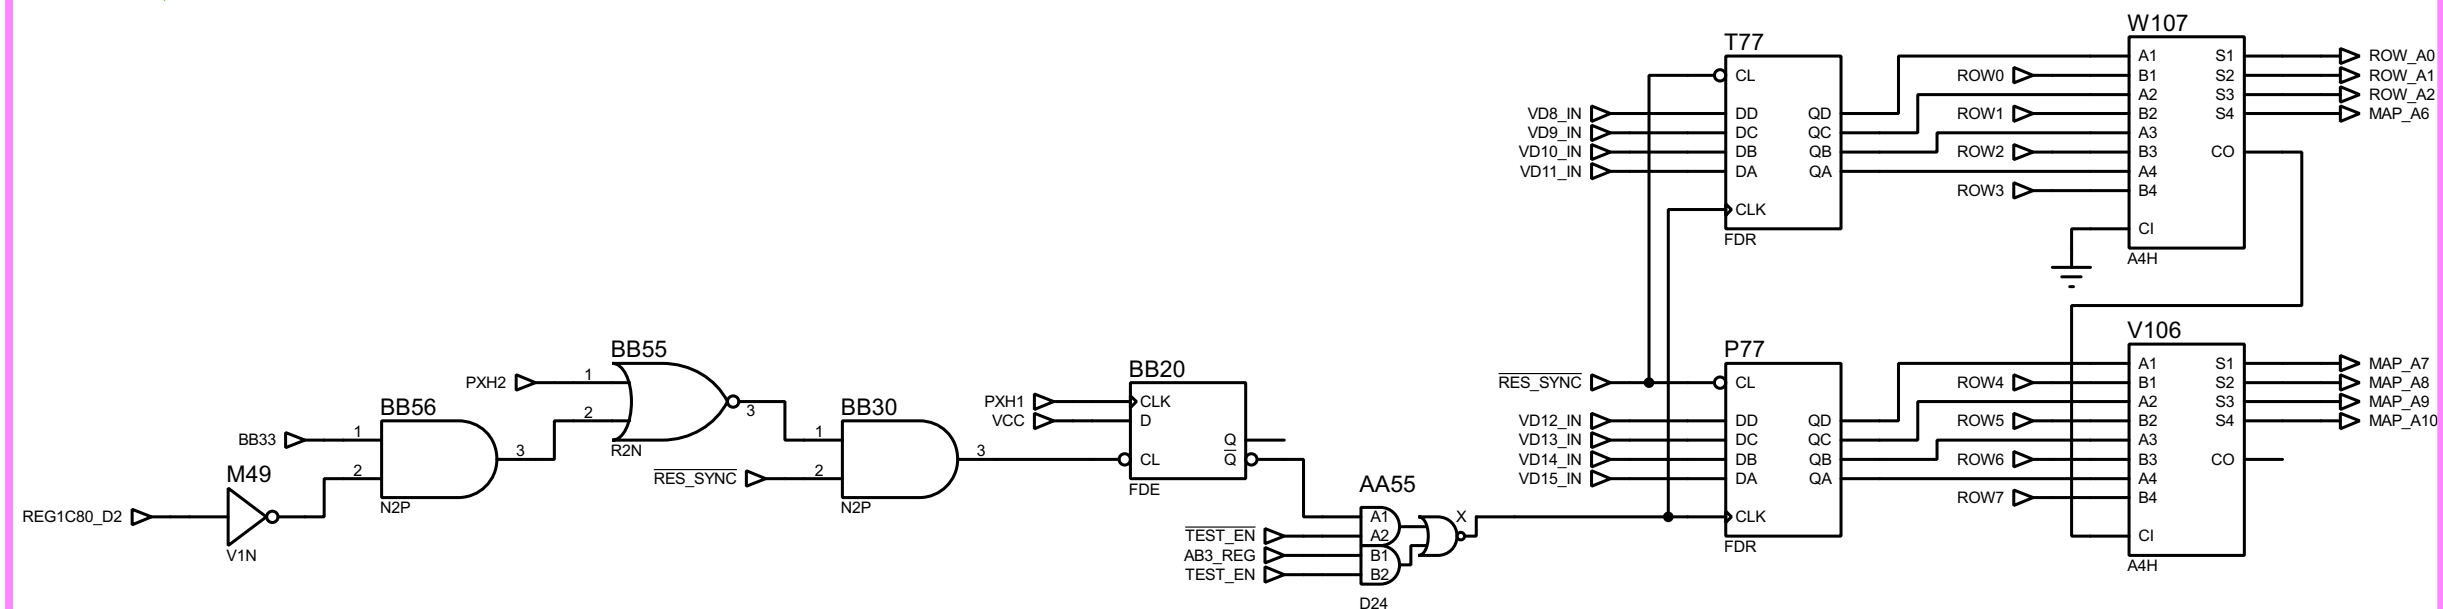 W107
T77
A1 S1 ROW_A0
CL ROW0 B1 S2 ROW_A1
A2 S3 ROW_A2
VD8_IN DD QD ROW1 B2 S4 MAP_A6
VD9_IN DC QC A3
VD10_IN DB QB ROW2 B3 CO
VD11_IN DA QA A4
ROW3 B4
CLK
CI
FDR
A4H
V106
BB55 P77
BB20
A1 S1 MAP_A7
PXH2 1 RES_SYNC CL ROW4 B1 S2 MAP_A8
3 PXH1 CLK A2 S3 MAP_A9
BB56 2 BB30
VCC D VD12_IN DD QD ROW5 B2 S4 MAP_A10
BB33 1 1 Q VD13_IN DC QC A3
R2N
3 3 CL Q VD14_IN DB QB ROW6 B3 CO
M49 2 RES_SYNC 2 VD15_IN DA QA A4
FDE AA55
N2P N2P ROW7 B4
REG1C80_D2 A1 X CLK
TEST_EN A2 CI
V1N AB3_REG B1 FDR
TEST_EN B2 A4H
D24